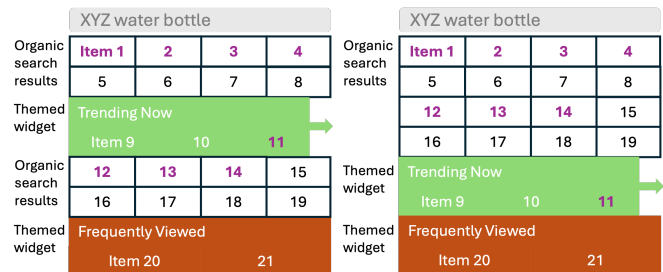 XYZ water bottle
Organic search results
Item 1 2 3 4
5 6 7 8
Themed widget
Trending Now
Item 9 10 11
Organic search results
12 13 14 15
16 17 18 19
Themed widget
Frequently Viewed
Item 20 21
XYZ water bottle
Organic search results
Item 1 2 3 4
5 6 7 8
12 13 14 15
16 17 18 19
Themed widget
Trending Now
Item 9 10 11
Themed widget
Frequently Viewed
Item 20 21